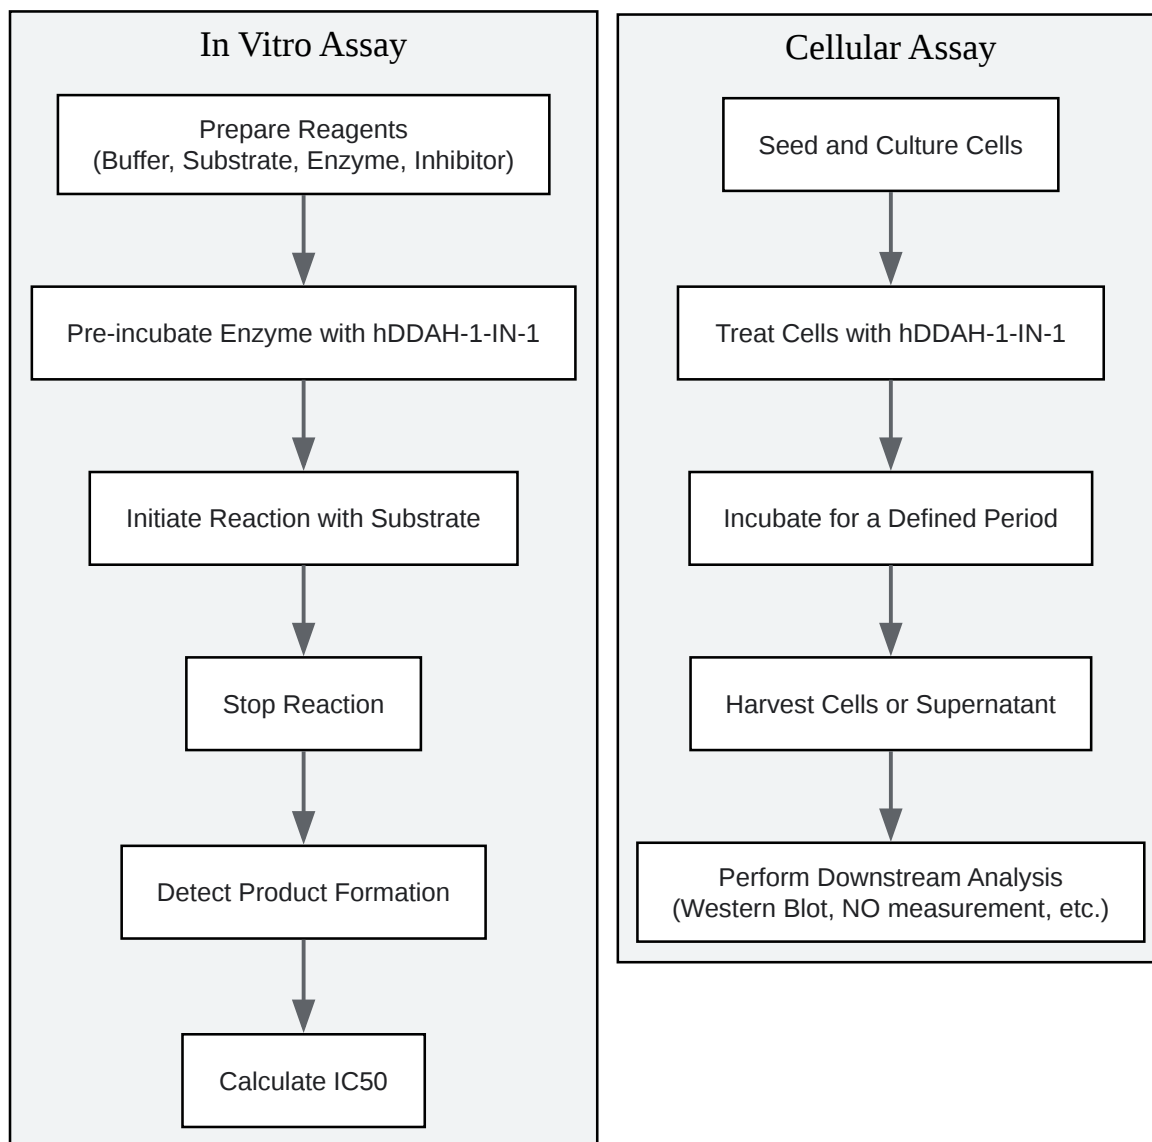 In Vitro Assay
Prepare Reagents
(Buffer, Substrate, Enzyme, Inhibitor)
Pre-incubate Enzyme with hDDAH-1-IN-1
Initiate Reaction with Substrate
Stop Reaction
Detect Product Formation
Calculate IC50
Cellular Assay
Seed and Culture Cells
Treat Cells with hDDAH-1-IN-1
Incubate for a Defined Period
Harvest Cells or Supernatant
Perform Downstream Analysis
(Western Blot, NO measurement, etc.)